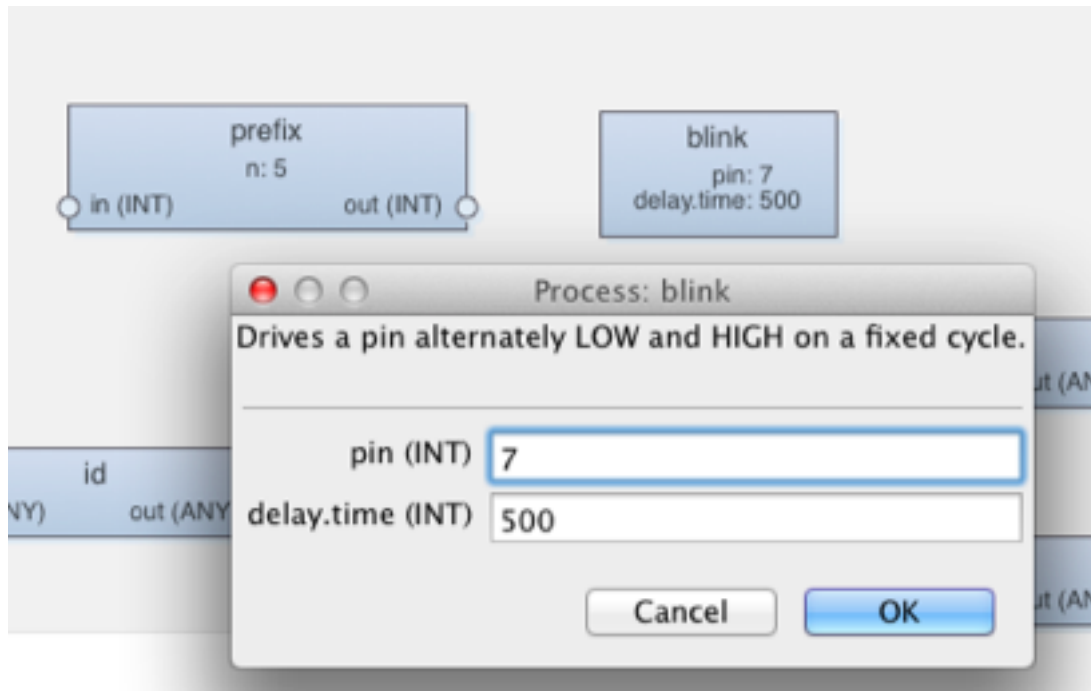 prefix
n: 5
in (INT) out (INT)
blink
pin: 7
delay.time: 500
Process: blink
Drives a pin alternately LOW and HIGH on a fixed cycle.
pin (INT) 7
delay.time (INT) 500
Cancel OK
id
out (ANY